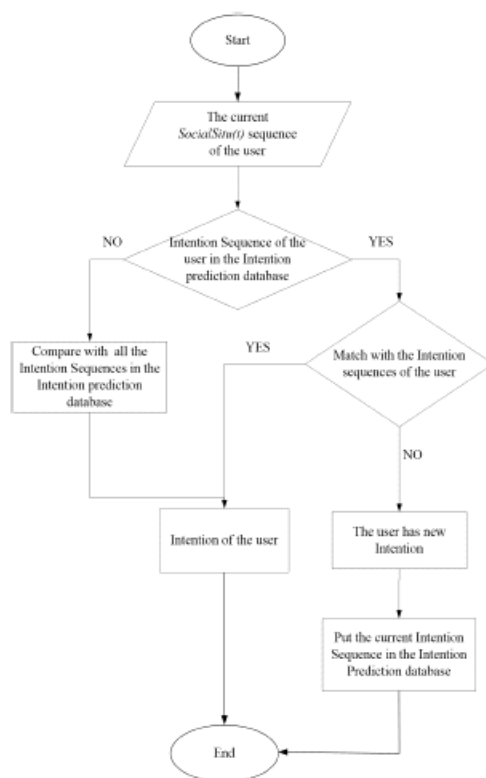 Start
The current
SocialSitu(t) sequence
of the user
NO
Intention Sequence of the
user in the Intention
prediction database
YES
Compare with all the
Intention Sequences in the
Intention prediction
database
YES
Match with the Intention
sequences of the user
NO
Intention of the user
The user has new
Intention
Put the current Intention
Sequence in the Intention
Prediction database
End